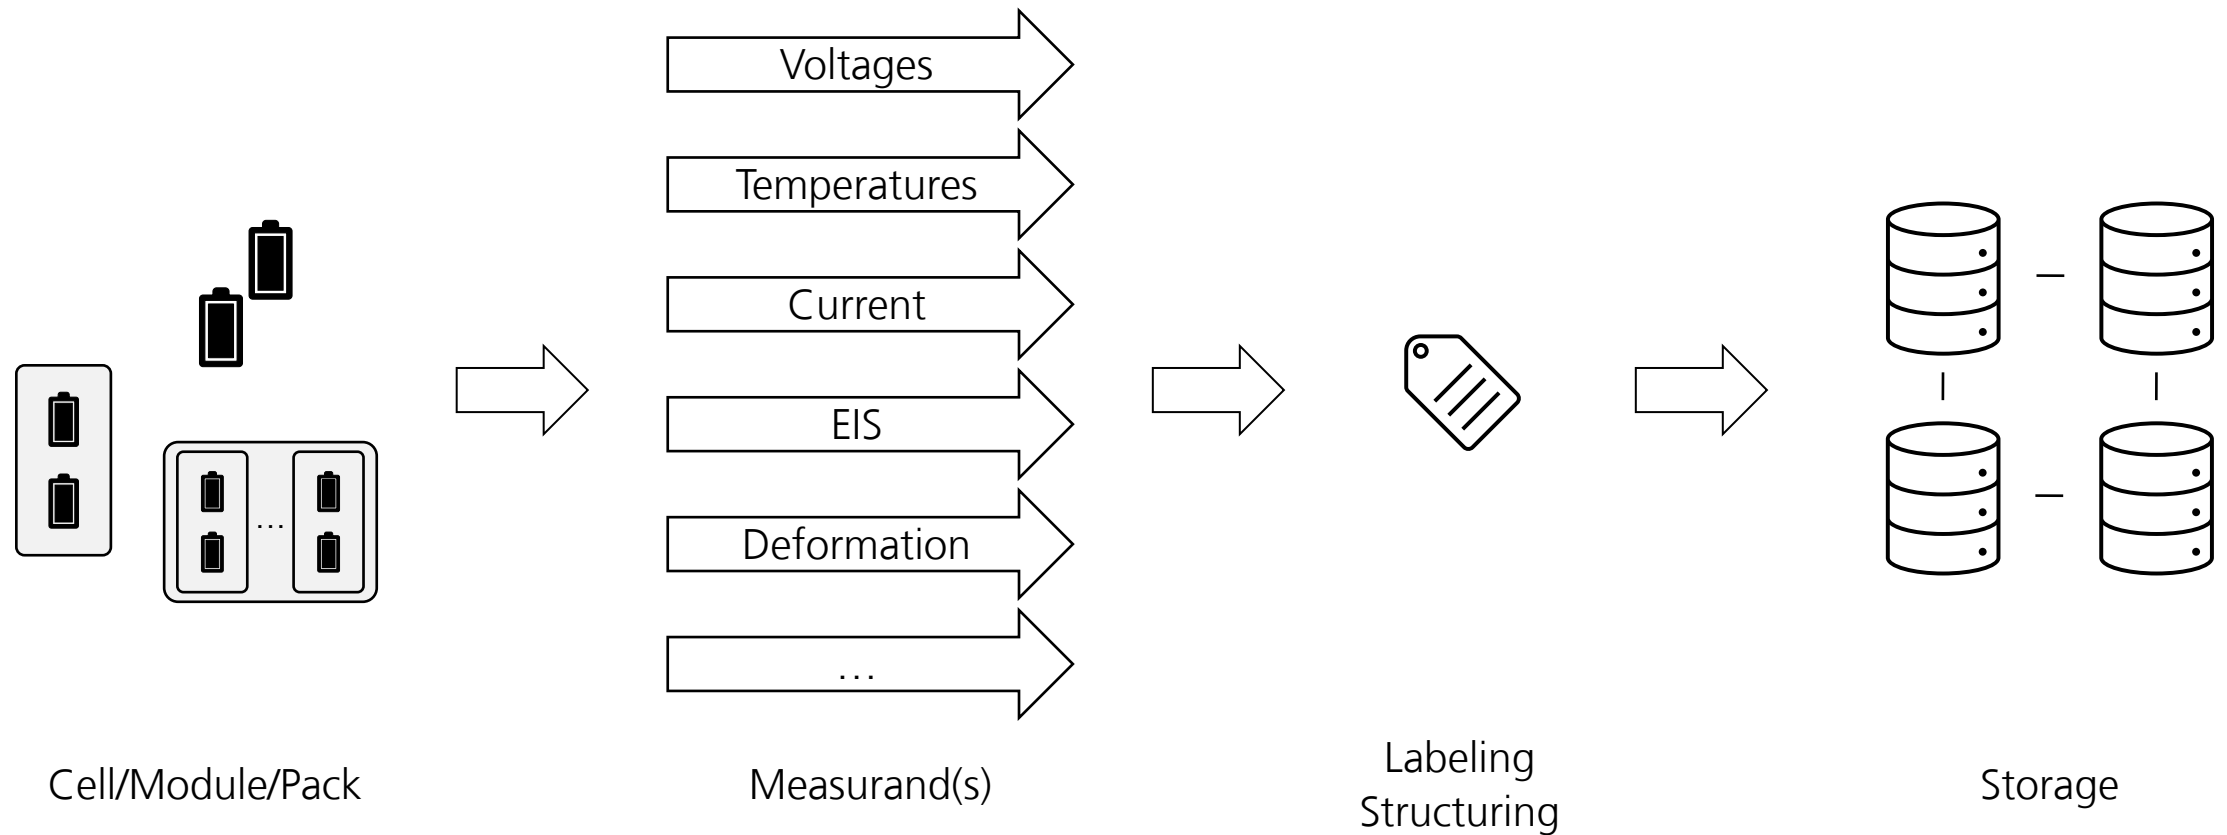 Voltages
Temperatures
Current
EIS
Deformation
...
...
Cell/Module/Pack
Measurand(s)
Labeling
Structuring
Storage